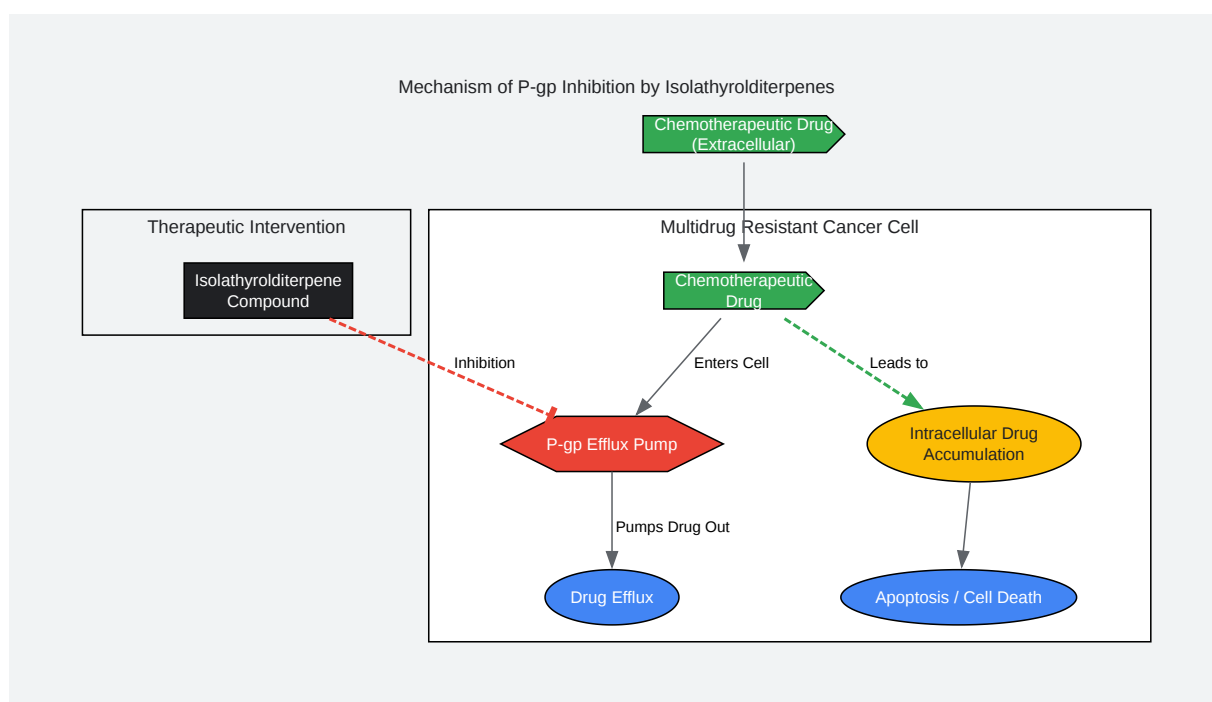 Mechanism of P-gp Inhibition by Isolathyrolditerpenes
Chemotherapeutic Drug
(Extracellular)
Therapeutic Intervention
Multidrug Resistant Cancer Cell
Isolathyrolditerpene
Compound
Chemotherapeutic
Drug
Inhibition
Enters Cell
Leads to
P-gp Efflux Pump
Intracellular Drug
Accumulation
Pumps Drug Out
Drug Efflux
Apoptosis / Cell Death